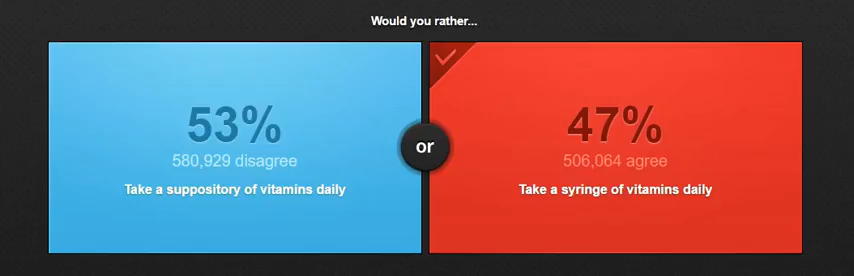 Would you rather...
53%
580,929 disagree
Take a suppository of vitamins daily
or
47%
506,064 agree
Take a syringe of vitamins daily